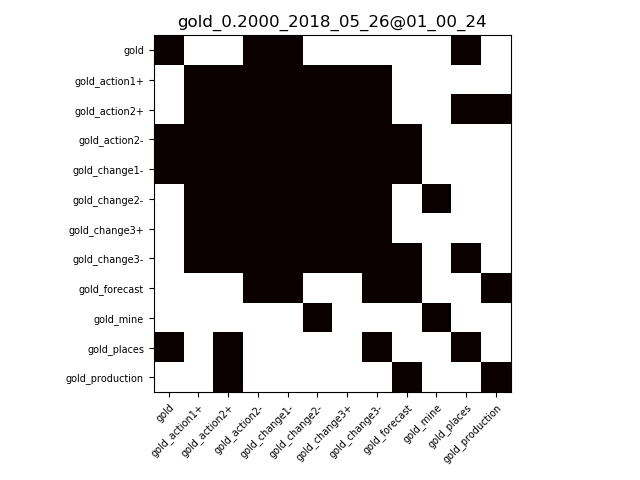 gold_0.2000_2018_05_26@01_00_24
gold
gold_action1+
gold_action2+
gold_action2-
gold_change1-
gold_change2-
gold_change3+
gold_change3-
gold_forecast
gold_mine
gold_places
gold_production
gold
gold_action1+
gold_action2+
gold_action2-
gold_change1-
gold_change2-
gold_change3+
gold_change3-
gold_forecast
gold_mine
gold_places
gold_production